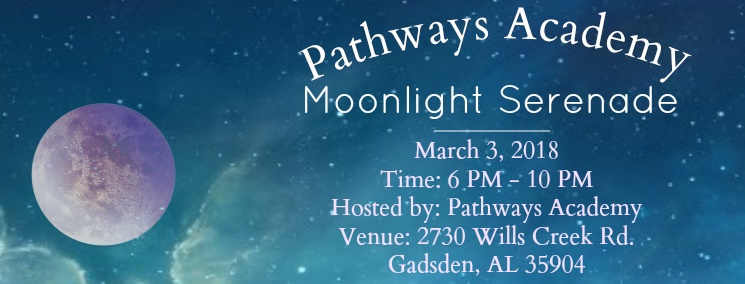 Pathways Academy
Moonlight Serenade
March 3, 2018
Time: 6 PM - 10 PM
Hosted by: Pathways Academy
Venue: 2730 Wills Creek Rd.
Gadsden, AL 35904